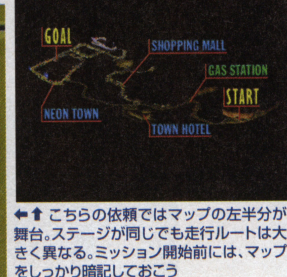 GOAL
SHOPPING MALL
GAS STATION
START
NEON TOWN
TOWN HOTEL
←↑こちらの依頼ではマップの左半分が
舞台。ステージが同じでも走行ルートは大
きく異なる。ミッション開始前には、マップ
をしっかり暗記しておこう